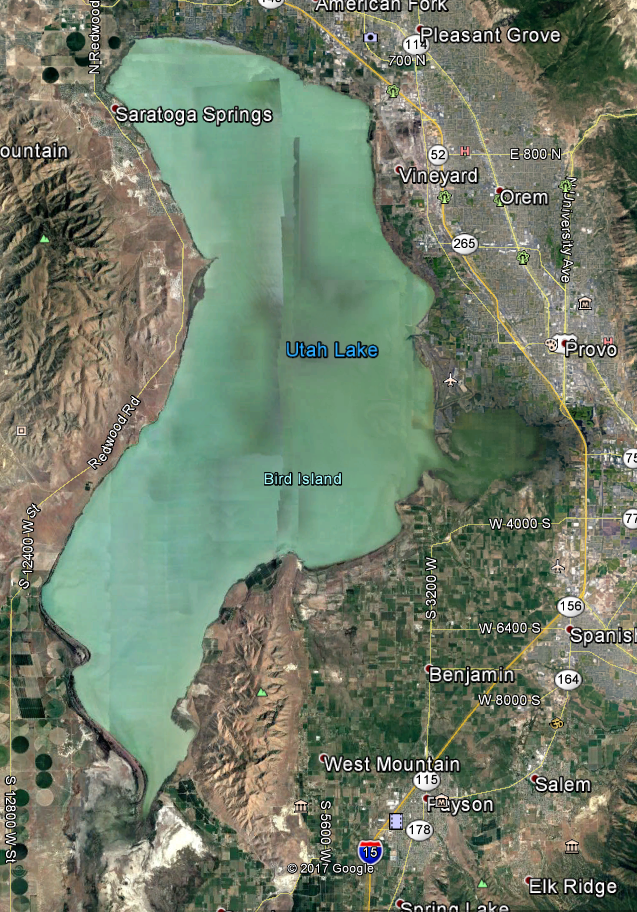 American Fork
114
Pleasant Grove
700 N
N Redwood
Saratoga Springs
ountain
52
E 800 N
Vineyard
Orem
N University Ave
265
Utah Lake
Provo
Redwood Rd
Bird Island
75
S 12400 W St
W 4000 S
77
S 3200 W
156
W 6400 S
Spanis
Benjamin
164
W 8000 S
West Mountain
115
Payson
Salem
S 12800 W St
S 5600 W
178
15
© 2017 Google
Elk Ridge
Spring Lake